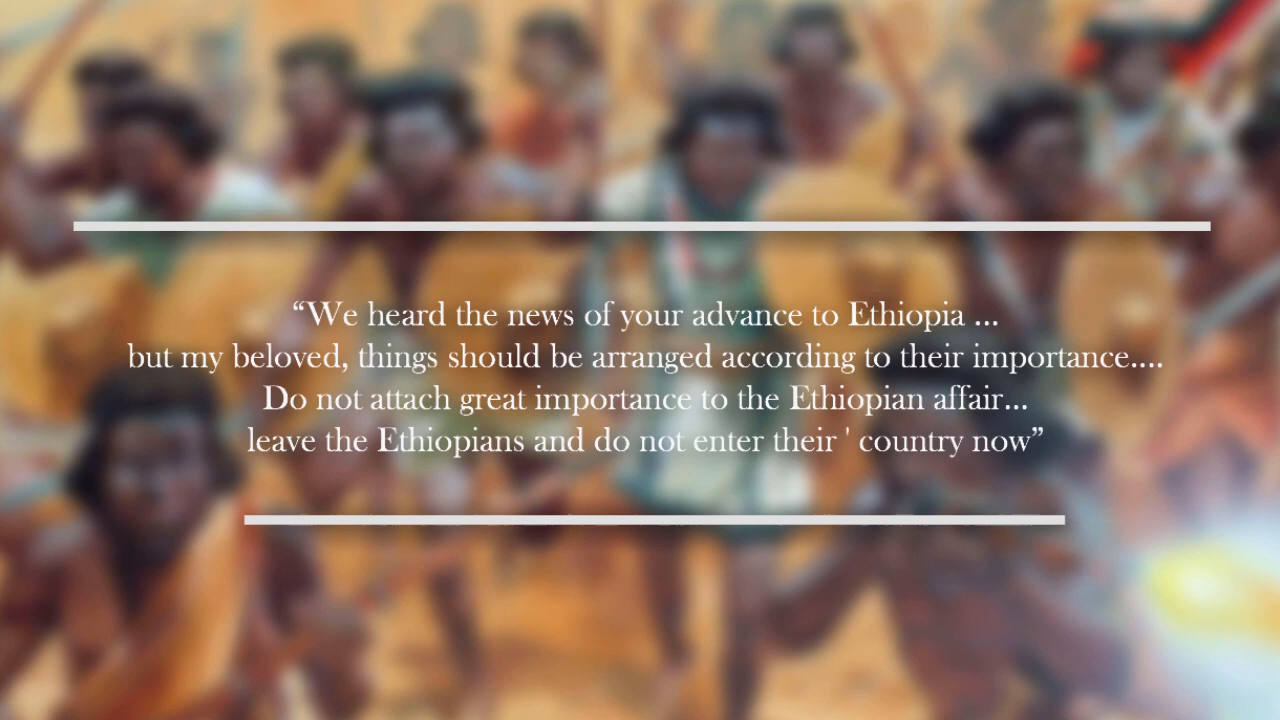 “We heard the news of your advance to Ethiopia ...
but my beloved, things should be arranged according to their importance....
Do not attach great importance to the Ethiopian affair...
leave the Ethiopians and do not enter their ' country now”